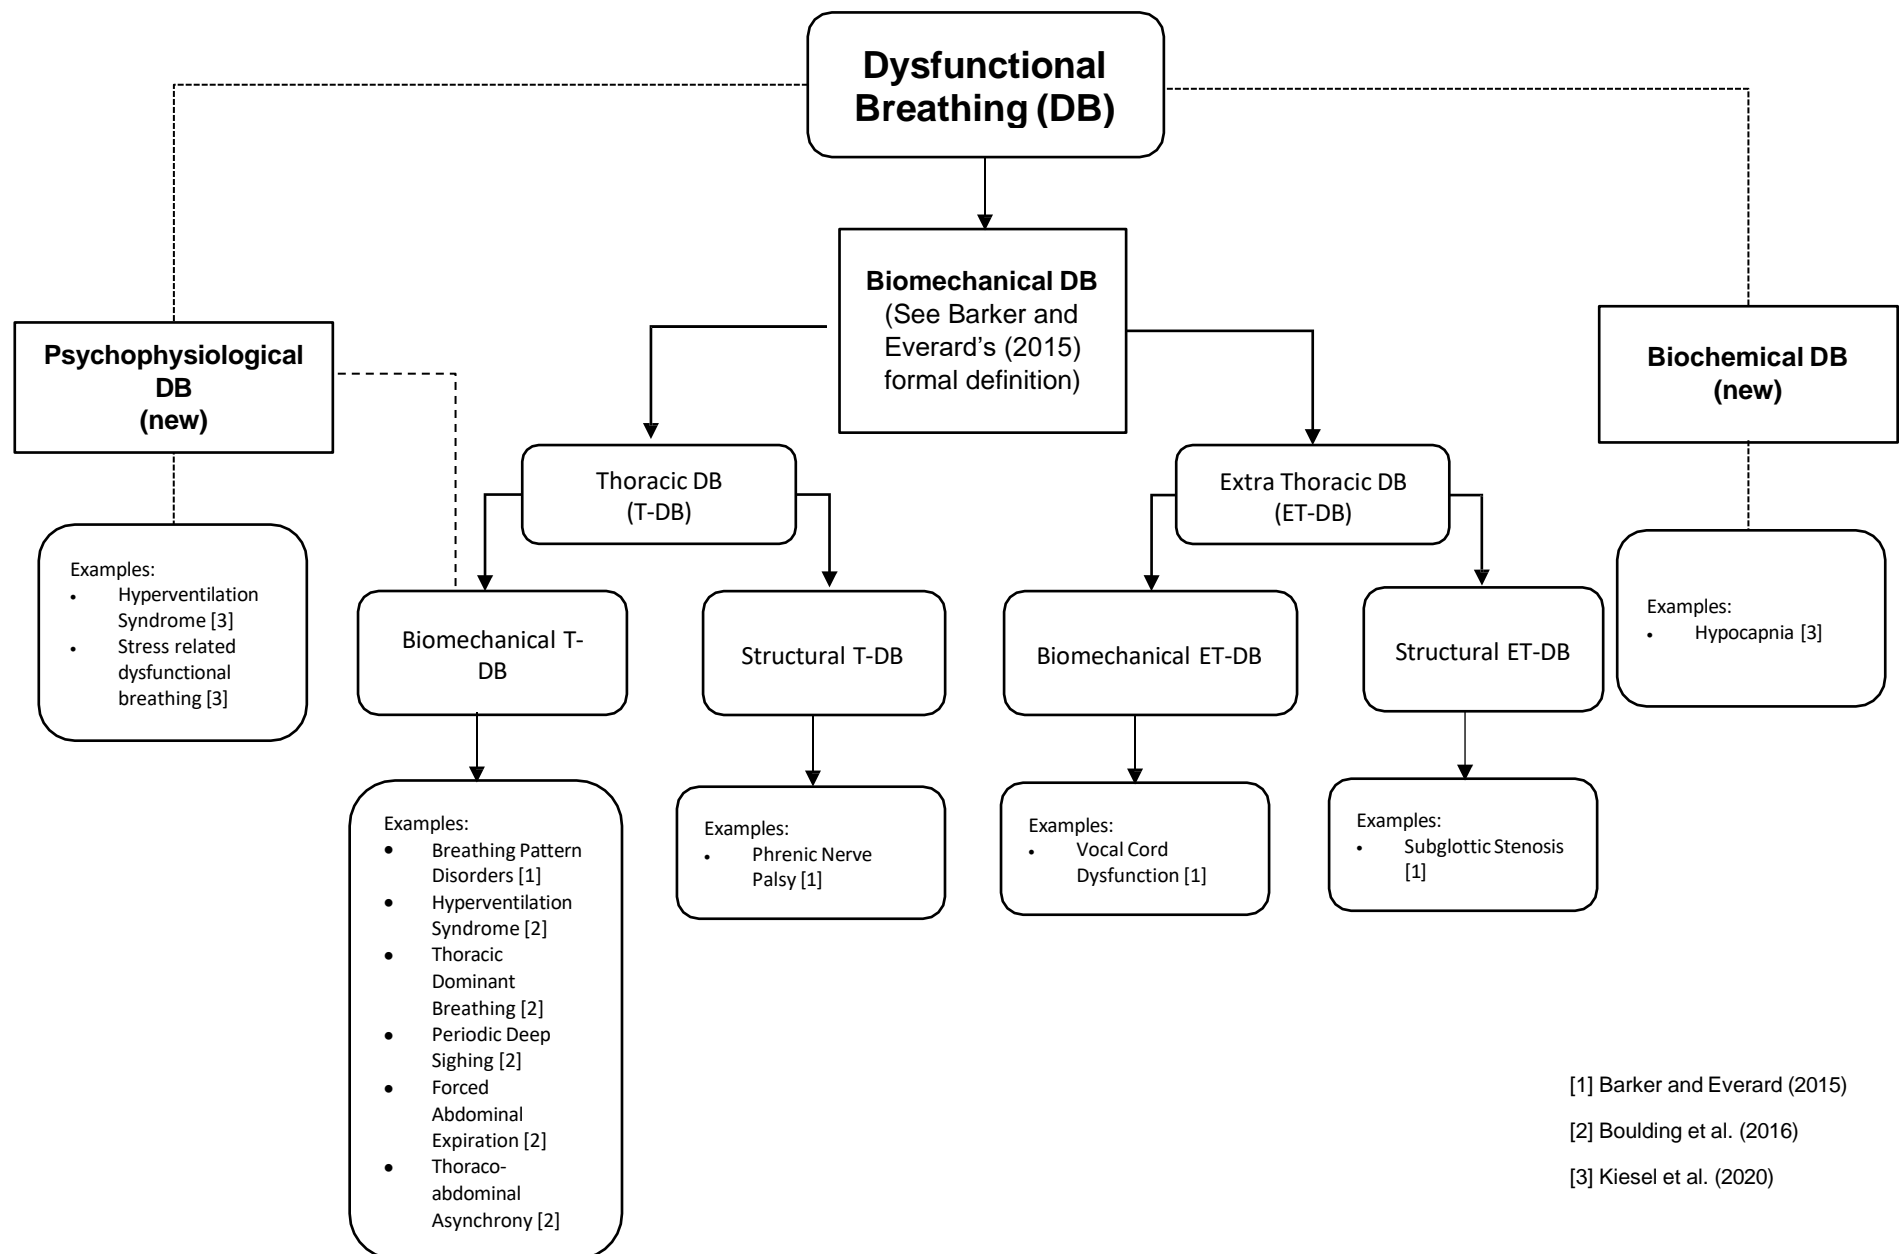 Dysfunctional
Breathing (DB)
Biomechanical DB
(See Barker and
Everard’s (2015)
formal definition)
Psychophysiological
DB
(new)
Biochemical DB
(new)
Thoracic DB
(T-DB)
Extra Thoracic DB
(ET-DB)
Examples:
• Hyperventilation
Syndrome [3]
• Stress related
dysfunctional
breathing [3]
Biomechanical T-
DB
Structural T-DB
Biomechanical ET-DB
Structural ET-DB
Examples:
• Hypocapnia [3]
Examples:
• Breathing Pattern
Disorders [1]
• Hyperventilation
Syndrome [2]
• Thoracic
Dominant
Breathing [2]
• Periodic Deep
Sighing [2]
• Forced
Abdominal
Expiration [2]
• Thoraco-
abdominal
Asynchrony [2]
Examples:
• Phrenic Nerve
Palsy [1]
Examples:
• Vocal Cord
Dysfunction [1]
Examples:
• Subglottic Stenosis
[1]
[1] Barker and Everard (2015)
[2] Boulding et al. (2016)
[3] Kiesel et al. (2020)